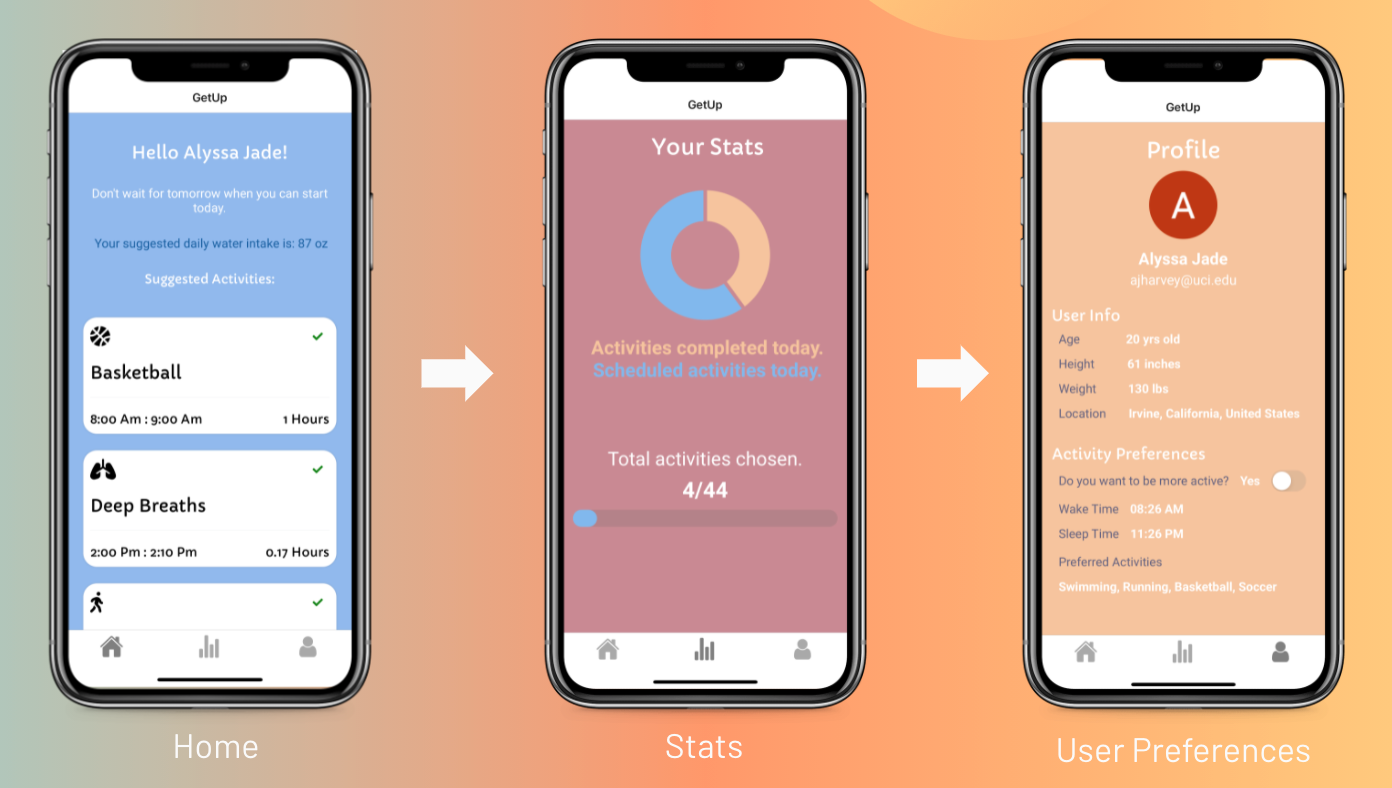 GetUp
Hello Alyssa Jade!
Don't wait for tomorrow when you can start
today.
Your suggested daily water intake is: 87 oz
Suggested Activities:
Basketball
8:00 Am : 9:00 Am 1 Hours
Deep Breaths
2:00 Pm : 2:10 Pm 0.17 Hours
Home
GetUp
Your Stats
Activities completed today.
Scheduled activities today.
Total activities chosen.
4/44
Stats
GetUp
Profile
A
Alyssa Jade
ajharvey@uci.edu
User Info
Age 20 yrs old
Height 61 inches
Weight 130 lbs
Location Irvine, California, United States
Activity Preferences
Do you want to be more active? Yes
Wake Time 08:26 AM
Sleep Time 11:26 PM
Preferred Activities
Swimming, Running, Basketball, Soccer
User Preferences